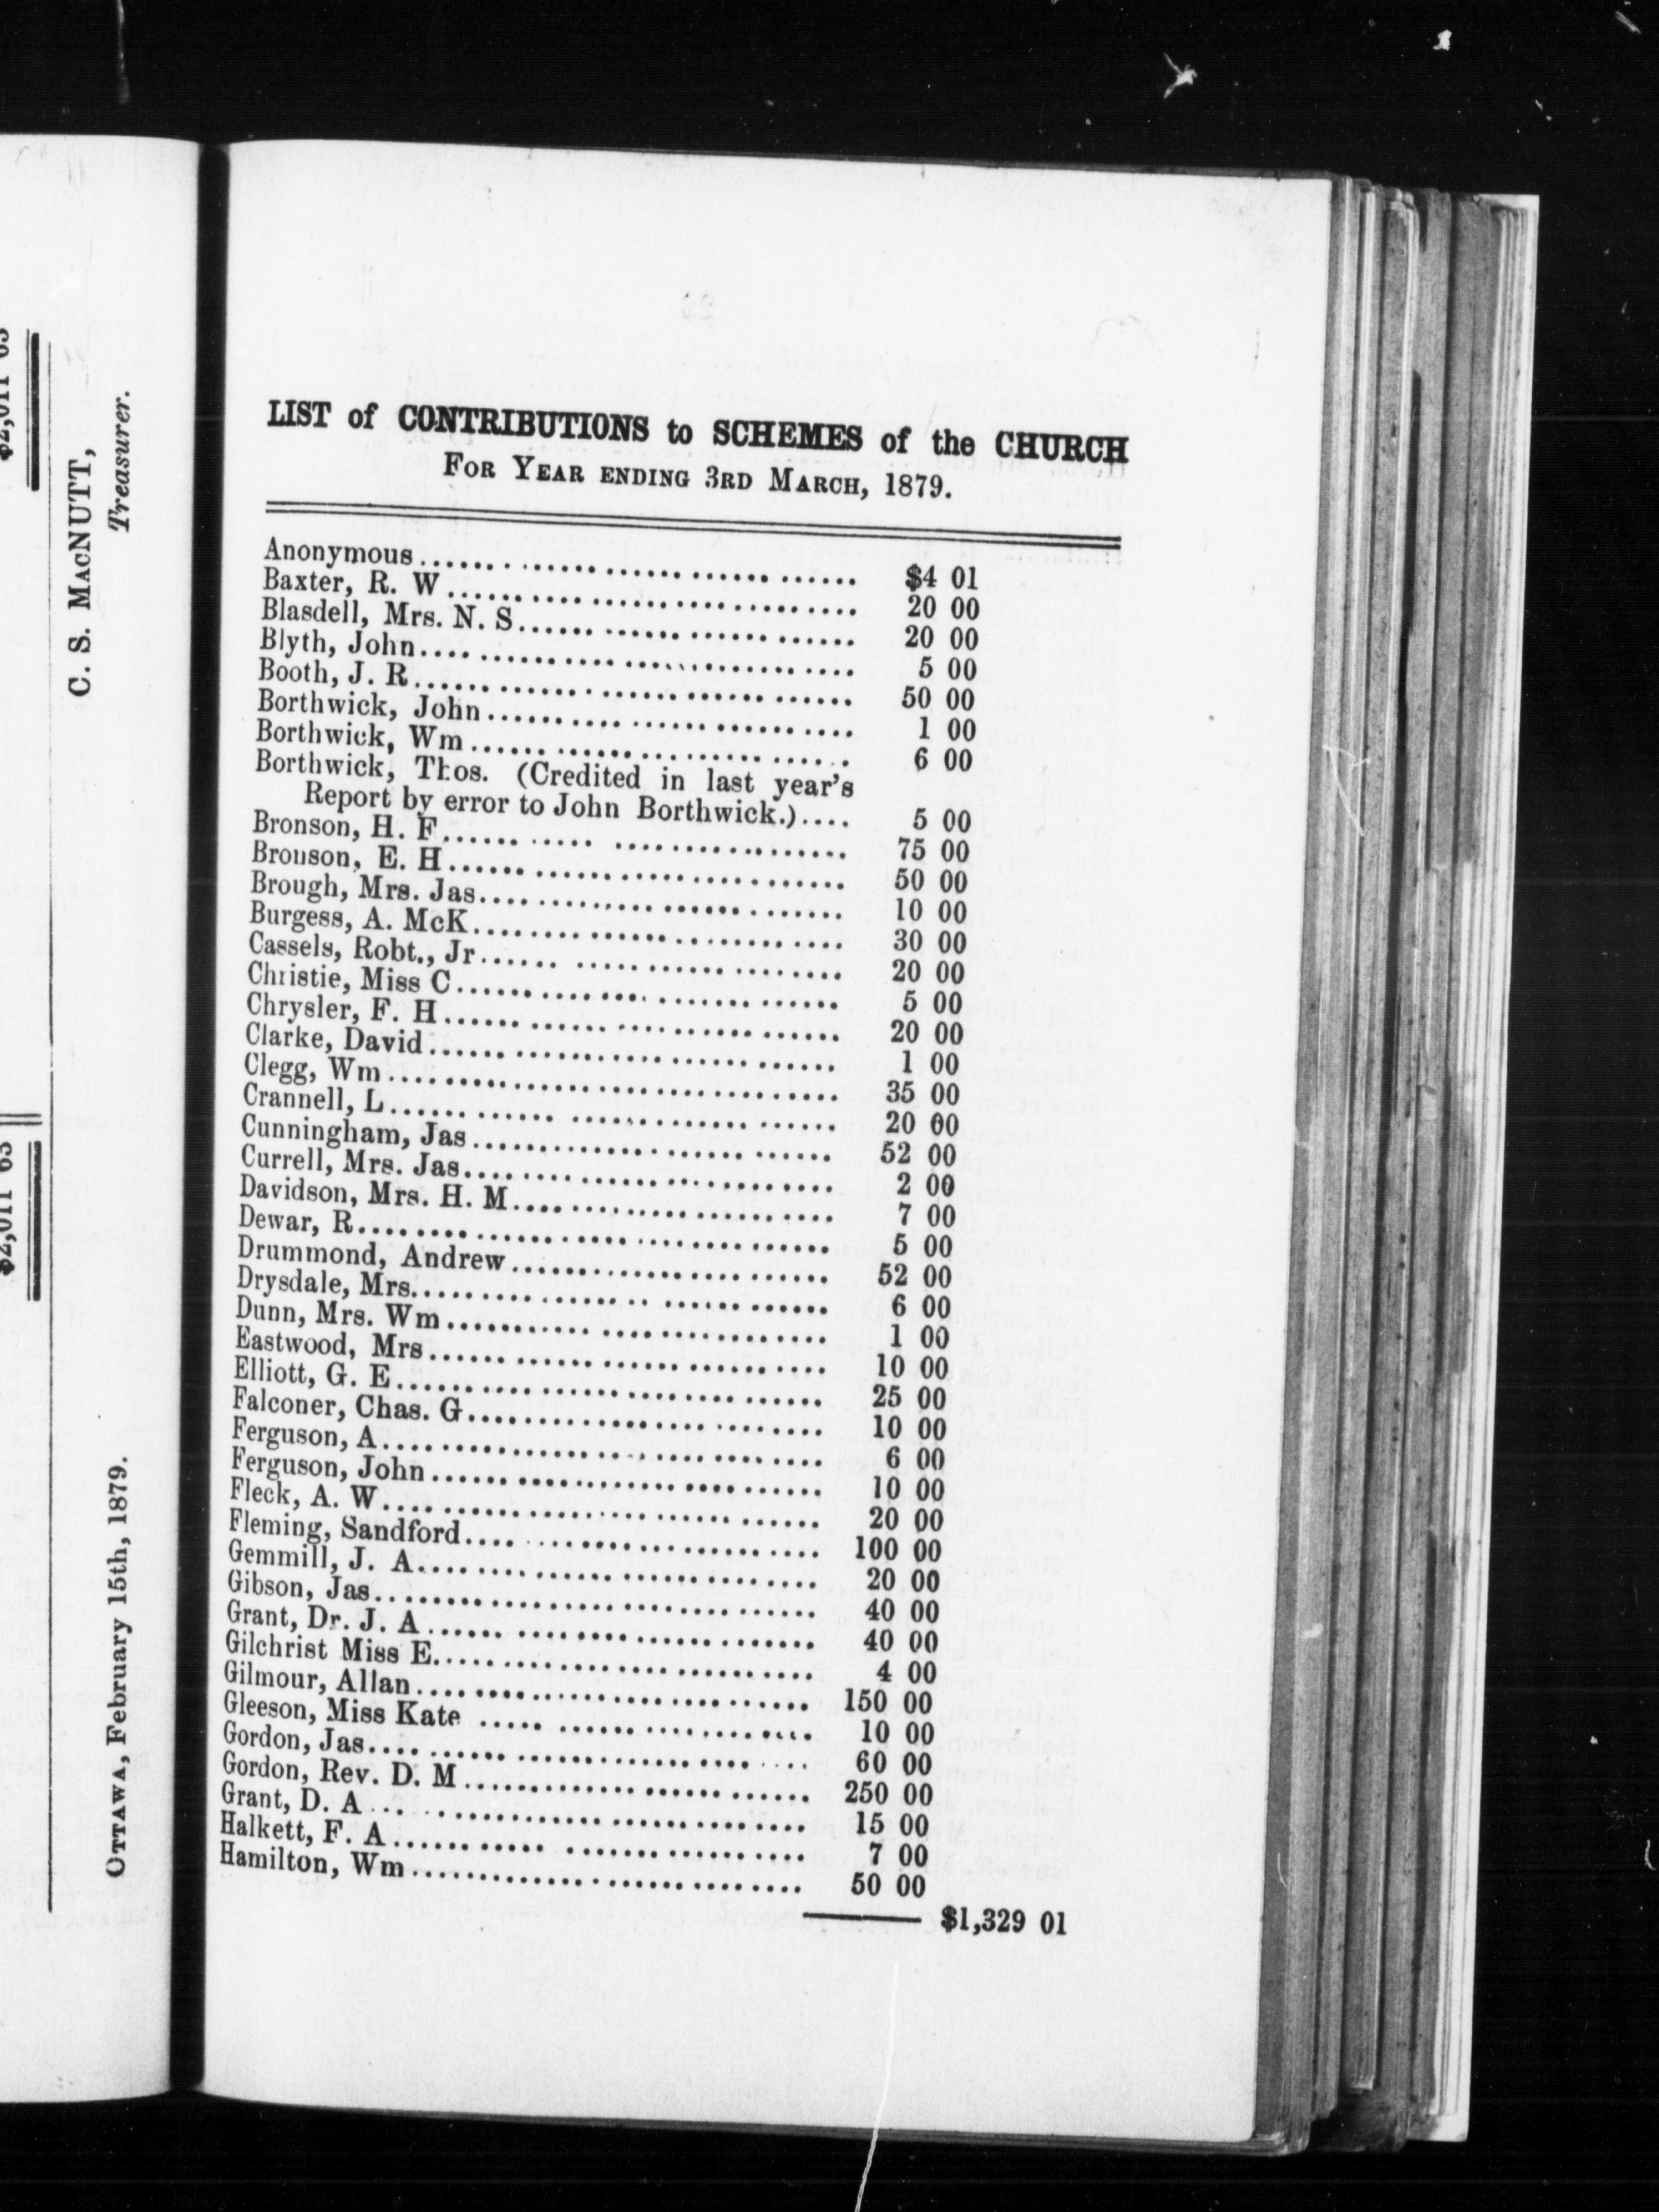 $2,011 63
C. S. MACNUTT,
Treasurer.
$2,011 63
OTTAWA, February 15th, 1879.
LIST of CONTRIBUTIONS to SCHEMES of the CHURCH
FOR YEAR ENDING 3RD MARCH, 1879.
Anonymous $4 01
Baxter, R. W 20 00
Blasdell, Mrs. N. S 20 00
Blyth, John 5 00
Booth, J. R 50 00
Borthwick, John 1 00
Borthwick, Wm 6 00
Borthwick, Thos. (Credited in last year's
Report by error to John Borthwick.) 5 00
Bronson, H. F 75 00
Bronson, E. H 50 00
Brough, Mrs. Jas 10 00
Burgess, A. McK 30 00
Cassels, Robt., Jr 20 00
Christie, Miss C 5 00
Chrysler, F. H 20 00
Clarke, David 1 00
Clegg, Wm 35 00
Crannell, L 20 00
Cunningham, Jas 52 00
Currell, Mrs. Jas 2 00
Davidson, Mrs. H. M 7 00
Dewar, R 5 00
Drummond, Andrew 52 00
Drysdale, Mrs. 6 00
Dunn, Mrs. Wm 1 00
Eastwood, Mrs 10 00
Elliott, G. E 25 00
Falconer, Chas. G 10 00
Ferguson, A 6 00
Ferguson, John 10 00
Fleck, A. W 20 00
Fleming, Sandford 100 00
Gemmill, J. A 20 00
Gibson, Jas 40 00
Grant, Dr. J. A 40 00
Gilchrist Miss E 4 00
Gilmour, Allan 150 00
Gleeson, Miss Kate 10 00
Gordon, Jas 60 00
Gordon, Rev. D. M 250 00
Grant, D. A 15 00
Halkett, F. A 7 00
Hamilton, Wm 50 00
$1,329 01